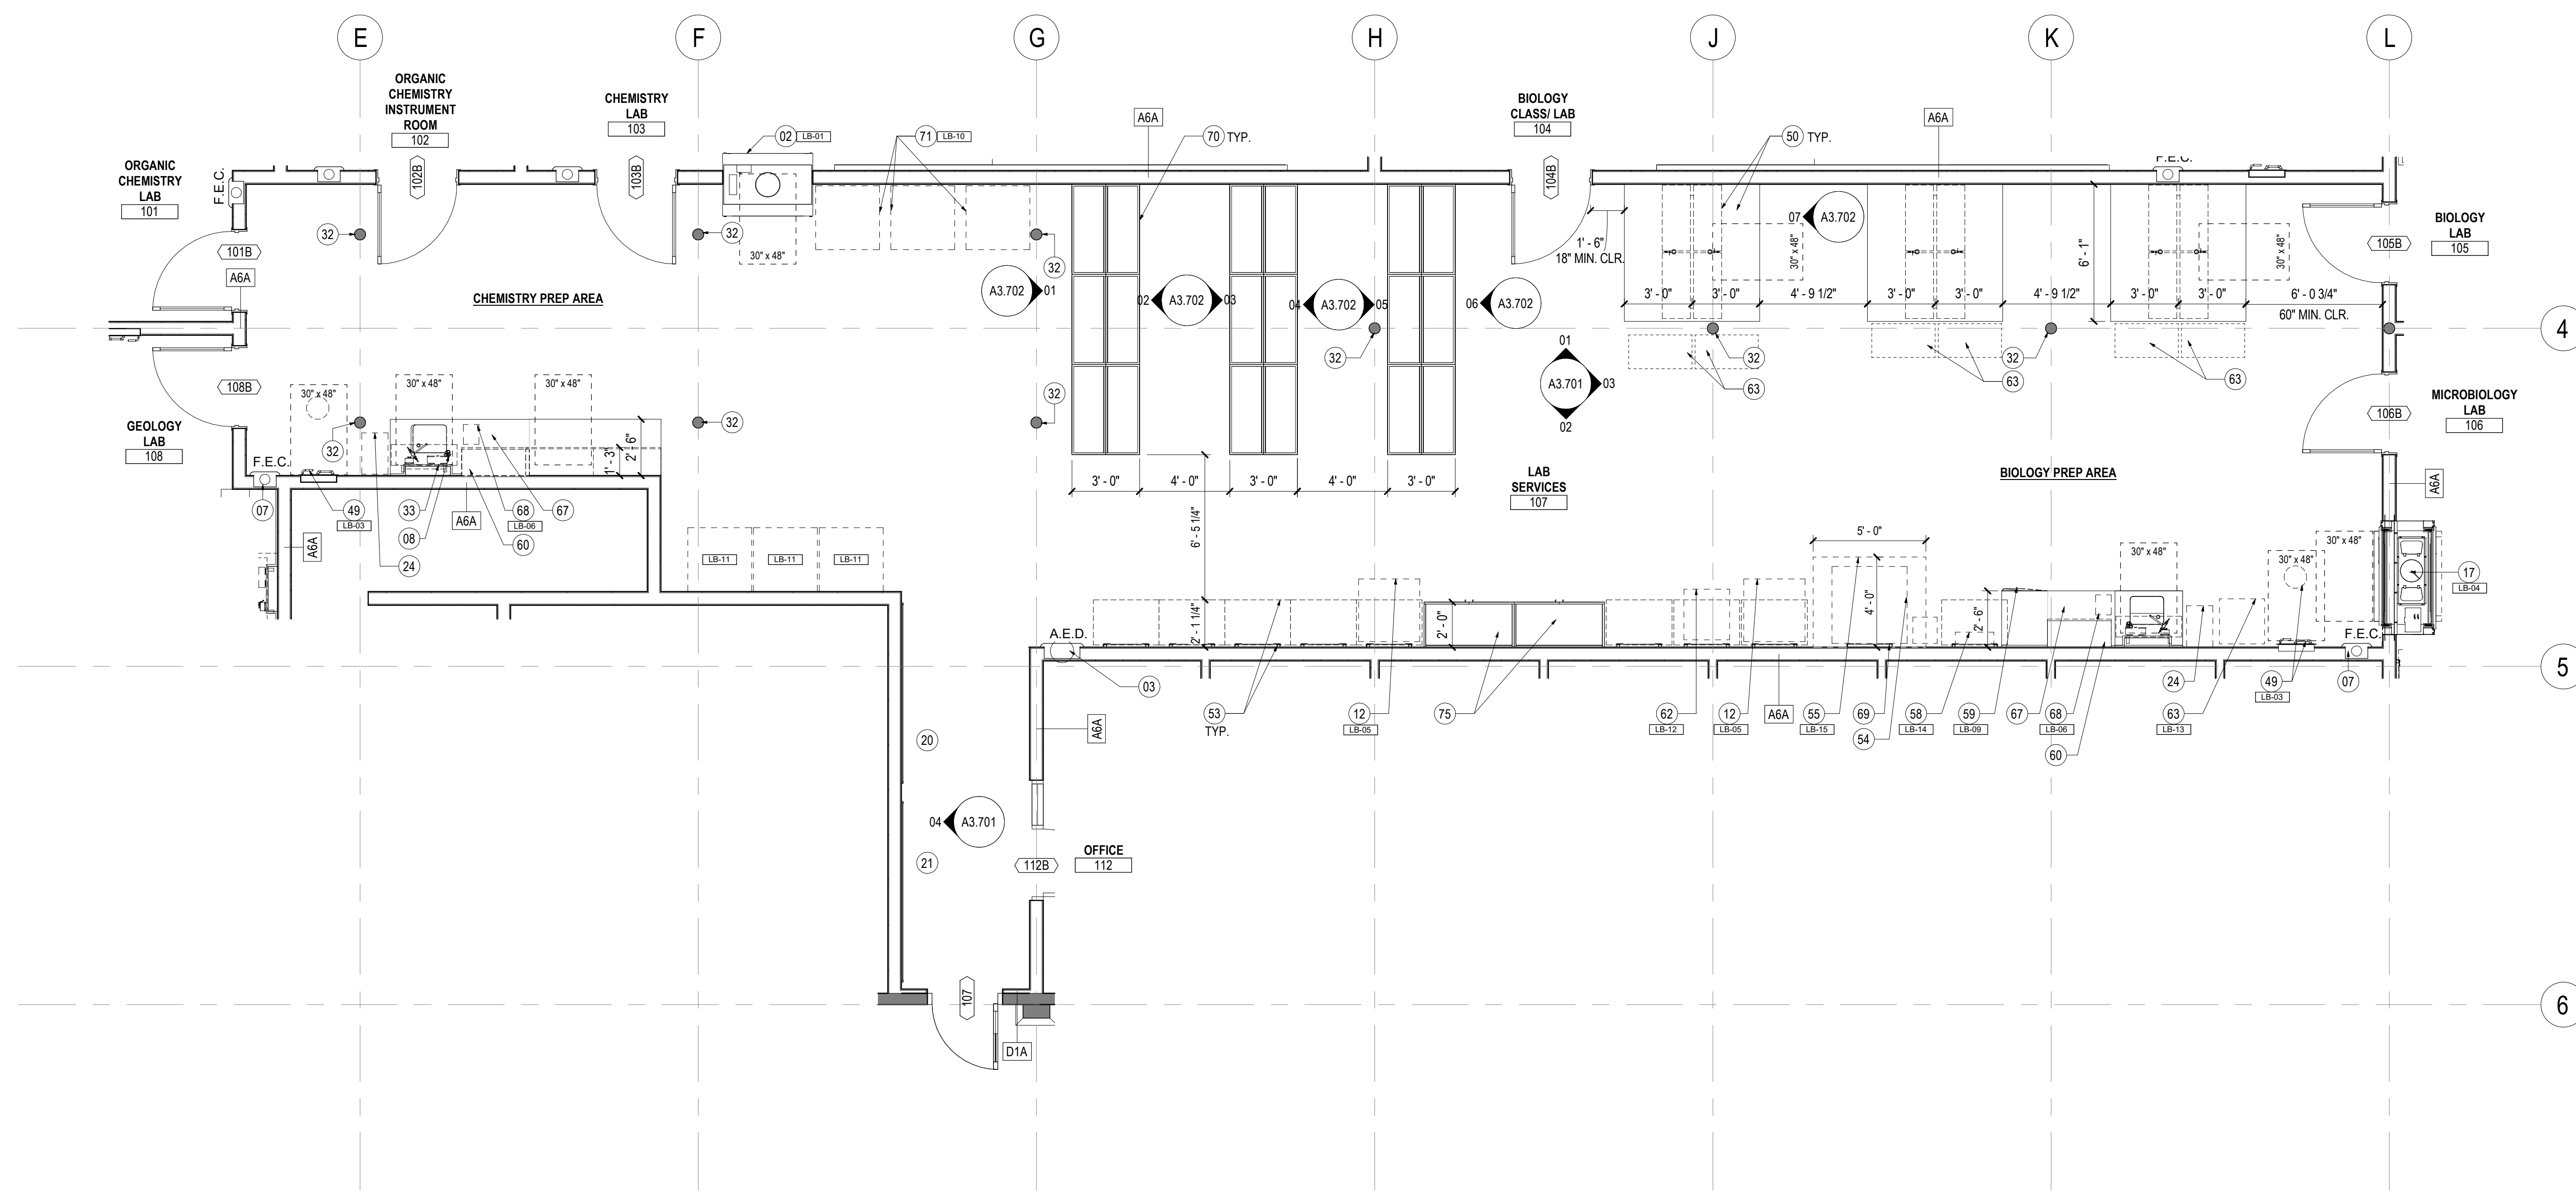 E
F
G
H
J
K
L
ORGANIC
CHEMISTRY
INSTRUMENT
ROOM
102
CHEMISTRY
LAB
103
BIOLOGY
CLASS/ LAB
104
A6A
A6A
02 LB-01
71 LB-10
70 TYP.
50 TYP.
ORGANIC
CHEMISTRY
LAB
101
F.E.C.
102B
103B
104B
F.E.C.
32
32
32
30" x 48"
07 A3.702
1' - 6"
18" MIN. CLR.
30" x 48"
6' - 1"
30" x 48"
BIOLOGY
LAB
105
105B
101B
A6A
CHEMISTRY PREP AREA
A3.702 01
02 A3.702 03
04 A3.702 05
06 A3.702
3' - 0"
3' - 0"
4' - 9 1/2"
3' - 0"
3' - 0"
4' - 9 1/2"
3' - 0"
3' - 0"
6' - 0 3/4"
60" MIN. CLR.
4
32
32
32
108B
01
A3.701 03
02
63
63
63
30" x 48"
30" x 48"
30" x 48"
32
32
32
GEOLOGY
LAB
108
MICROBIOLOGY
LAB
106
106B
F.E.C.
1' - 3"
2' - 6"
3' - 0"
4' - 0"
3' - 0"
4' - 0"
3' - 0"
LAB
SERVICES
107
BIOLOGY PREP AREA
A6A
07
49
LB-03
33
08
24
A6A
68
LB-06
67
60
A6A
6' - 5 1/4"
5' - 0"
LB-11
LB-11
LB-11
30" x 48"
30" x 48"
30" x 48"
17
LB-04
A.E.D.
2' - 1 1/4"
2' - 0"
4' - 0"
2' - 6"
F.E.C.
5
03
53
TYP.
12
LB-05
75
62
LB-12
12
LB-05
A6A
55
LB-15
69
54
58
LB-14
59
LB-09
67
68
LB-06
60
24
63
LB-13
49
LB-03
07
A6A
20
04 A3.701
21
112B
OFFICE
112
107
6
D1A